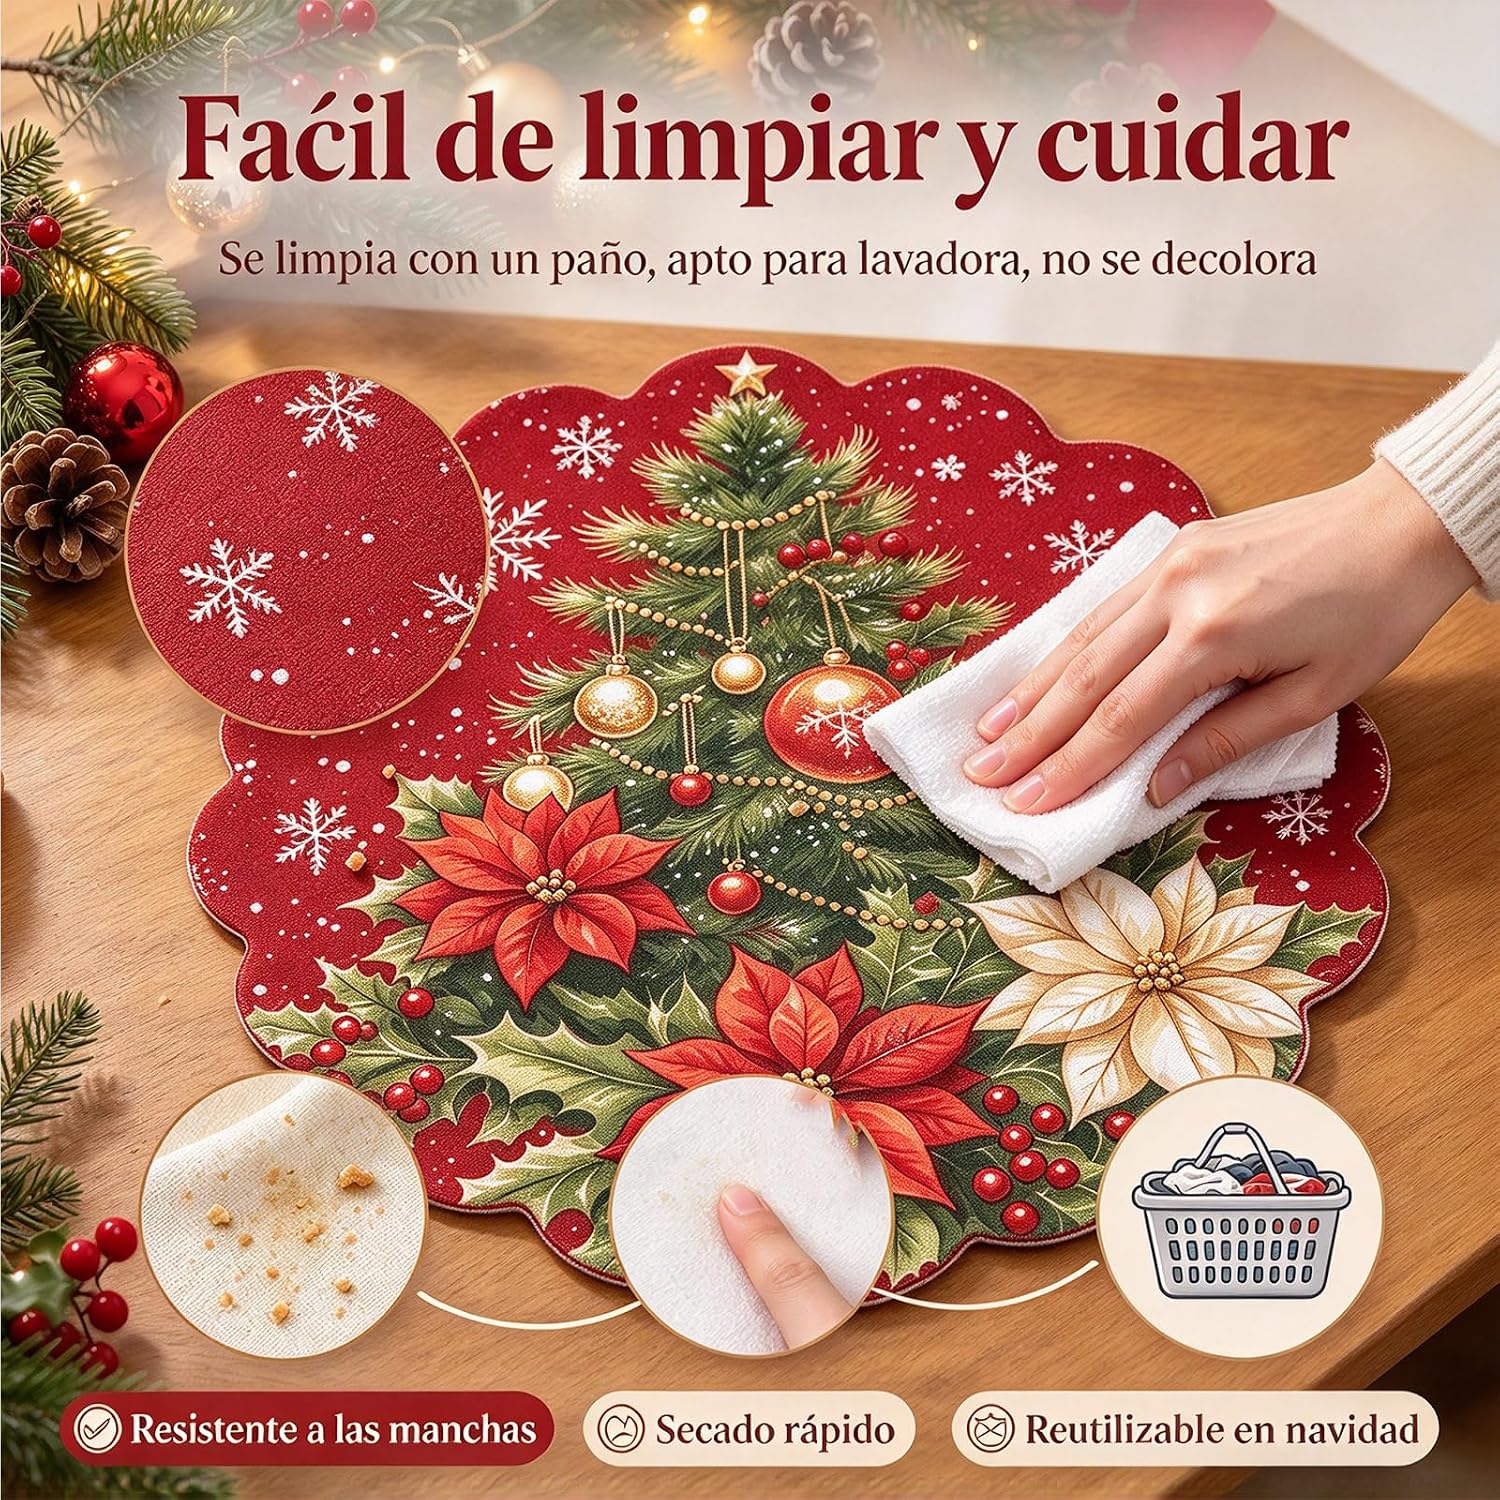 Faćil de limpiar y cuidar
Se limpia con un paño, apto para lavadora, no se decolora
Resistente a las manchas
Secado rápido
Reutilizable en navidad